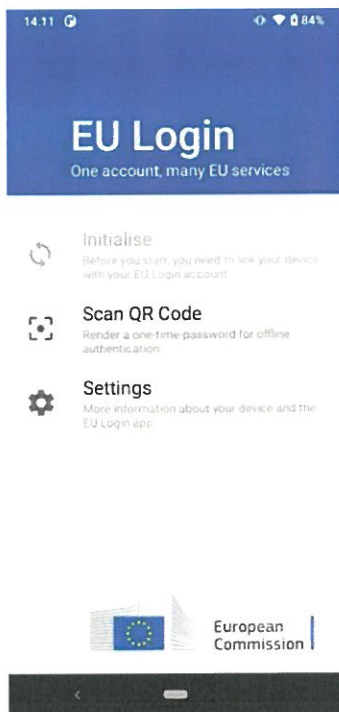 14:11
84%
EU Login
One account, many EU services
Initialise
Before you start, you need to link your device
with your EU Login account
Scan QR Code
Render a one-time-password for offline
authentication
Settings
More information about your device and the
EU Login app
European
Commission